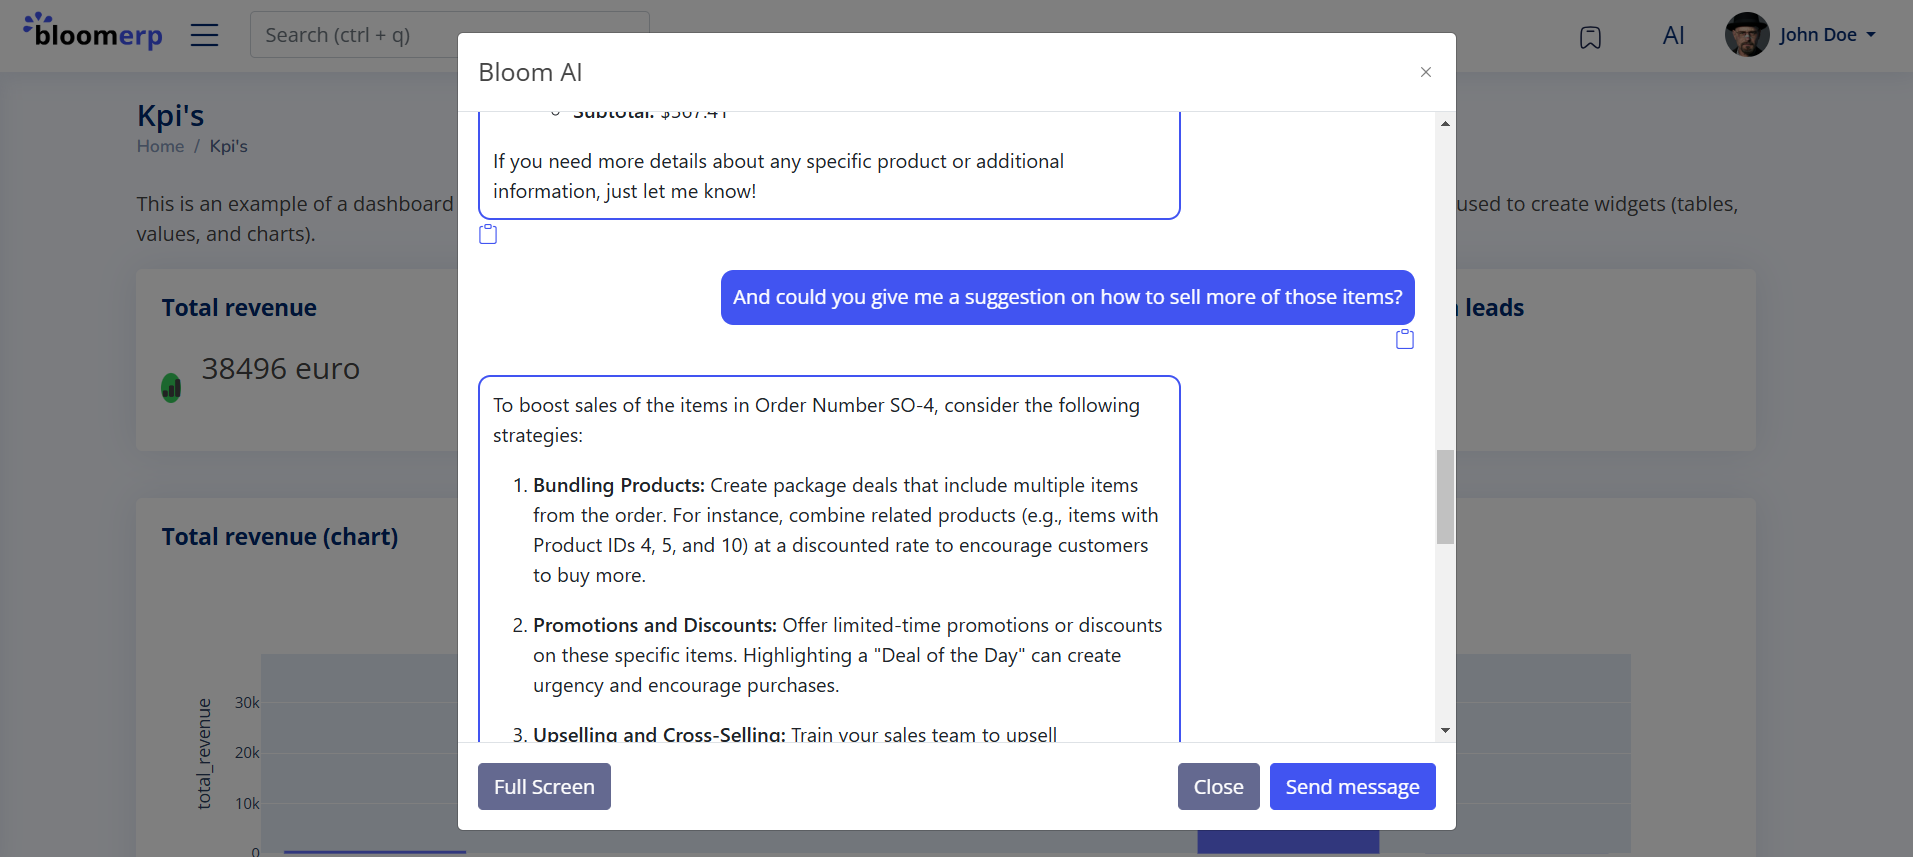 bloomerp
Search (ctrl + q)
AI
John Doe
Kpi's
Home / Kpi's
This is an example of a dashboard
used to create widgets (tables,
values, and charts).
Total revenue
38496 euro
leads
Total revenue (chart)
total_revenue
30k
20k
10k
0
Bloom AI
×
Subtotal: $367.41
If you need more details about any specific product or additional
information, just let me know!
And could you give me a suggestion on how to sell more of those items?
To boost sales of the items in Order Number SO-4, consider the following
strategies:
1. Bundling Products: Create package deals that include multiple items
from the order. For instance, combine related products (e.g., items with
Product IDs 4, 5, and 10) at a discounted rate to encourage customers
to buy more.
2. Promotions and Discounts: Offer limited-time promotions or discounts
on these specific items. Highlighting a "Deal of the Day" can create
urgency and encourage purchases.
3. Upselling and Cross-Selling: Train your sales team to upsell
Full Screen
Close
Send message